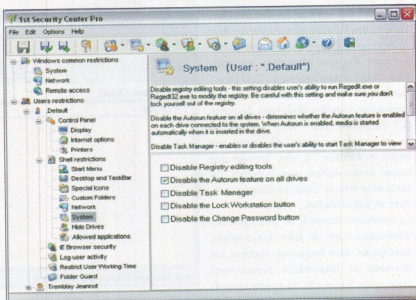 1st Security Center Pro
File Edit Options Help
Windows common restrictions
System
Network
Remote access
Users restrictions
Default
Control Panel
Display
Internet options
Printers
Shell restrictions
Start Menu
Desktop and TaskBar
Special Icons
Custom Folders
Network
System
Hide Drives
Allowed applications
IE Browser security
Log user activity
Restrict User Working Time
Folder Guard
Tremblay Jeannot
System (User : ".Default")
Disable registry editing tools - this setting disables user's ability to run Regedit.exe or
Regedt32.exe to modify the registry. Be careful with this setting and make sure you don't
lock yourself out of the registry.
Disable the Autorun feature on all drives - determines whether the Autorun feature is enabled
on each drive connected to the system. When Autorun is enabled, media is started
automatically when it is inserted in the drive.
Disable Task Manager - enables or disables the user's ability to start Task Manager to view
Disable Registry editing tools
Disable the Autorun feature on all drives
Disable Task Manager
Disable the Lock Workstation button
Disable the Change Password button